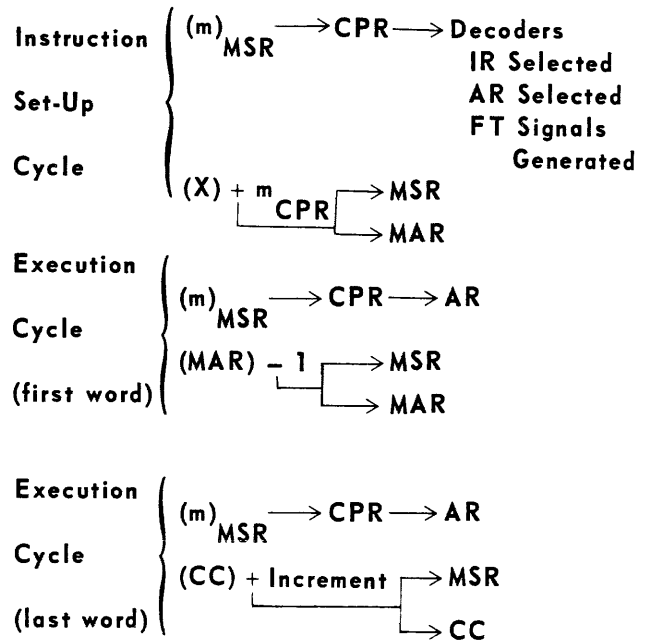 Instruction
Set-Up
Cycle
(m)MSR → CPR → Decoders
IR Selected
AR Selected
FT Signals
Generated
(X) + m CPR → MSR
→ MAR
Execution
Cycle
(first word)
(m)MSR → CPR → AR
(MAR) - 1 → MSR
→ MAR
Execution
Cycle
(last word)
(m)MSR → CPR → AR
(CC) + Increment → MSR
→ CC